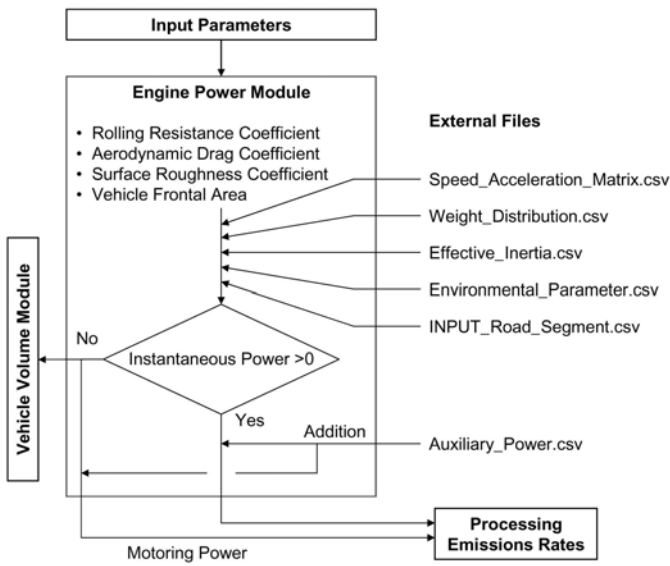 Input Parameters
Engine Power Module
• Rolling Resistance Coefficient
• Aerodynamic Drag Coefficient
• Surface Roughness Coefficient
• Vehicle Frontal Area
External Files
Speed_Acceleration_Matrix.csv
Weight_Distribution.csv
Effective_Inertia.csv
Environmental_Parameter.csv
INPUT_Road_Segment.csv
Vehicle Volume Module
No
Instantaneous Power >0
Yes
Addition
Auxiliary_Power.csv
Motoring Power
Processing
Emissions Rates